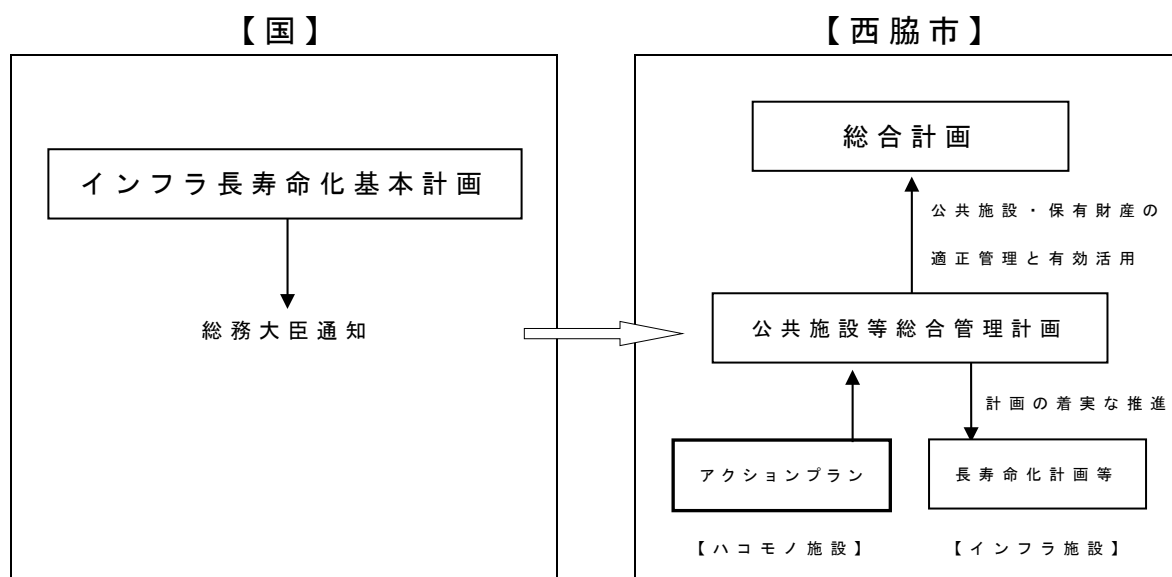 【国】
インフラ長寿命化基本計画
総務大臣通知
【西脇市】
総合計画
公共施設・保有財産の
適正管理と有効活用
公共施設等総合管理計画
計画の着実な推進
アクションプラン
長寿命化計画等
【ハコモノ施設】
【インフラ施設】